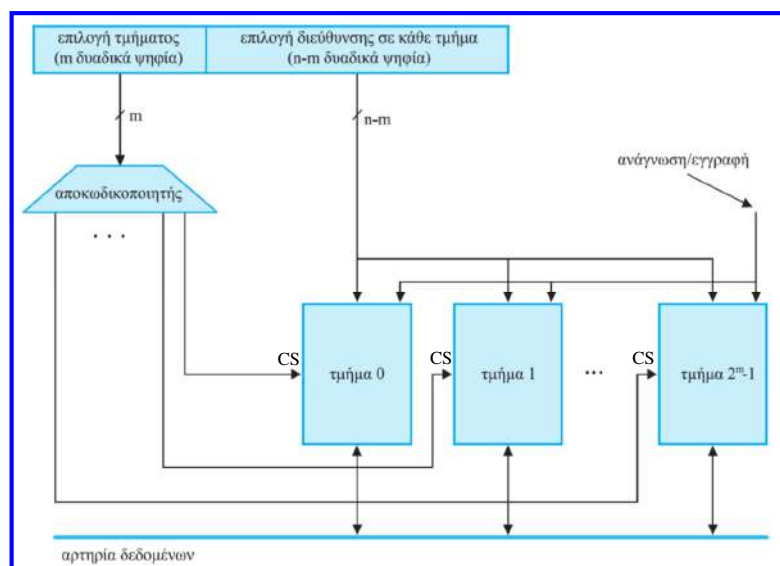 επιλογή τμήματος
(m δυαδικά ψηφία)
επιλογή διεύθυνσης σε κάθε τμήμα
(n-m δυαδικά ψηφία)
m
n-m
ανάγνωση/εγγραφή
αποκωδικοποιητής
. . .
CS
τμήμα 0
CS
τμήμα 1
...
CS
τμήμα 2ᵐ-1
αρτηρία δεδομένων